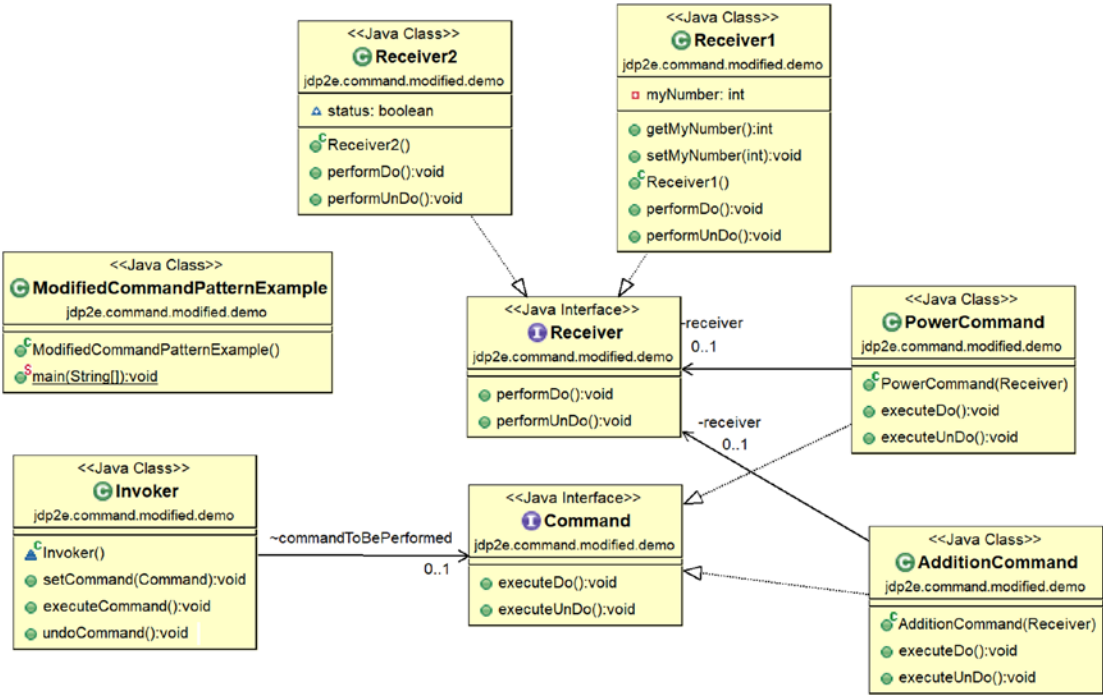 <<Java Class>>
Receiver2
jdp2e.command.modified.demo
status: boolean
Receiver2()
performDo():void
performUnDo():void
<<Java Class>>
Receiver1
jdp2e.command.modified.demo
myNumber: int
getMyNumber():int
setMyNumber(int):void
Receiver1()
performDo():void
performUnDo():void
<<Java Class>>
ModifiedCommandPatternExample
jdp2e.command.modified.demo
ModifiedCommandPatternExample()
main(String[]):void
<<Java Interface>>
Receiver
jdp2e.command.modified.demo
performDo():void
performUnDo():void
-receiver
0..1
<<Java Class>>
PowerCommand
jdp2e.command.modified.demo
PowerCommand(Receiver)
executeDo():void
executeUnDo():void
-receiver
0..1
<<Java Class>>
Invoker
jdp2e.command.modified.demo
Invoker()
setCommand(Command):void
executeCommand():void
undoCommand():void
~commandToBePerformed
0..1
<<Java Interface>>
Command
jdp2e.command.modified.demo
executeDo():void
executeUnDo():void
<<Java Class>>
AdditionCommand
jdp2e.command.modified.demo
AdditionCommand(Receiver)
executeDo():void
executeUnDo():void